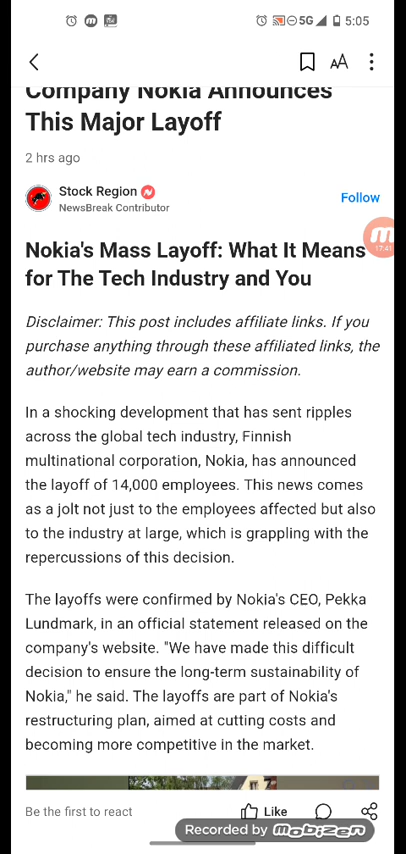 5G 5:05
Company Nokia Announces
This Major Layoff
2 hrs ago
Stock Region
NewsBreak Contributor
Follow
17:41
Nokia's Mass Layoff: What It Means
for The Tech Industry and You
Disclaimer: This post includes affiliate links. If you
purchase anything through these affiliated links, the
author/website may earn a commission.
In a shocking development that has sent ripples
across the global tech industry, Finnish
multinational corporation, Nokia, has announced
the layoff of 14,000 employees. This news comes
as a jolt not just to the employees affected but also
to the industry at large, which is grappling with the
repercussions of this decision.
The layoffs were confirmed by Nokia's CEO, Pekka
Lundmark, in an official statement released on the
company's website. "We have made this difficult
decision to ensure the long-term sustainability of
Nokia," he said. The layoffs are part of Nokia's
restructuring plan, aimed at cutting costs and
becoming more competitive in the market.
Be the first to react
Like
Recorded by mobizen